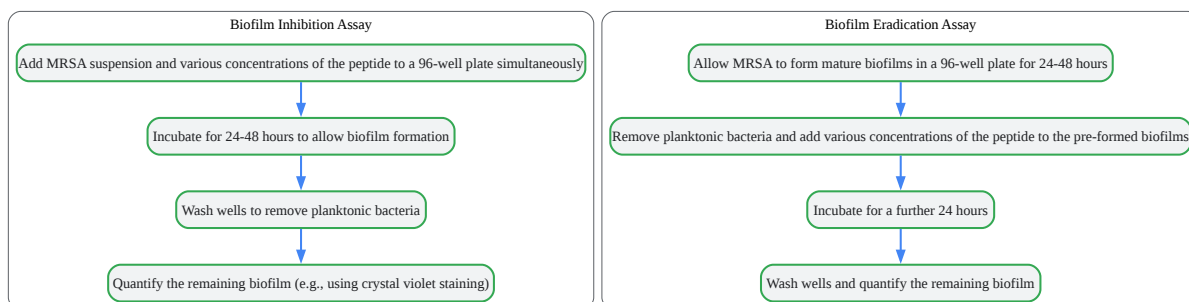 Biofilm Inhibition Assay
Add MRSA suspension and various concentrations of the peptide to a 96-well plate simultaneously
Incubate for 24-48 hours to allow biofilm formation
Wash wells to remove planktonic bacteria
Quantify the remaining biofilm (e.g., using crystal violet staining)
Biofilm Eradication Assay
Allow MRSA to form mature biofilms in a 96-well plate for 24-48 hours
Remove planktonic bacteria and add various concentrations of the peptide to the pre-formed biofilms
Incubate for a further 24 hours
Wash wells and quantify the remaining biofilm